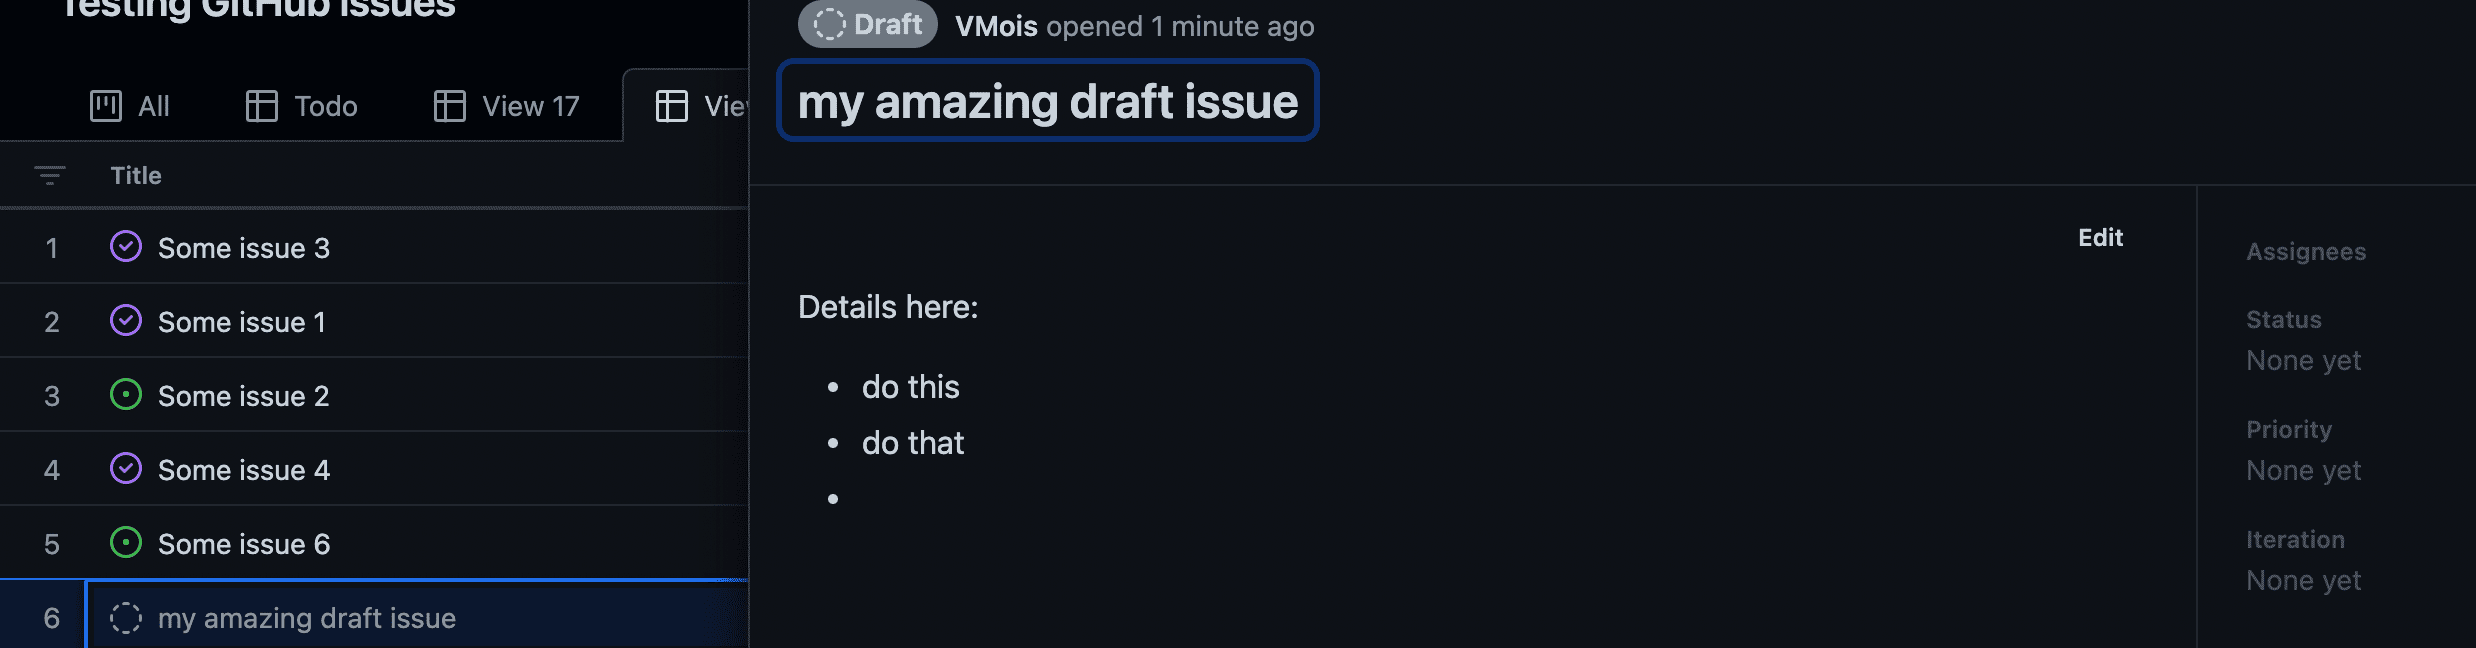 Testing GitHub Issues
All
Todo
View 17
Vie
Title
1 Some issue 3
2 Some issue 1
3 Some issue 2
4 Some issue 4
5 Some issue 6
6 my amazing draft issue
Draft VMois opened 1 minute ago
my amazing draft issue
Edit
Details here:
• do this
• do that
•
Assignees
Status
None yet
Priority
None yet
Iteration
None yet